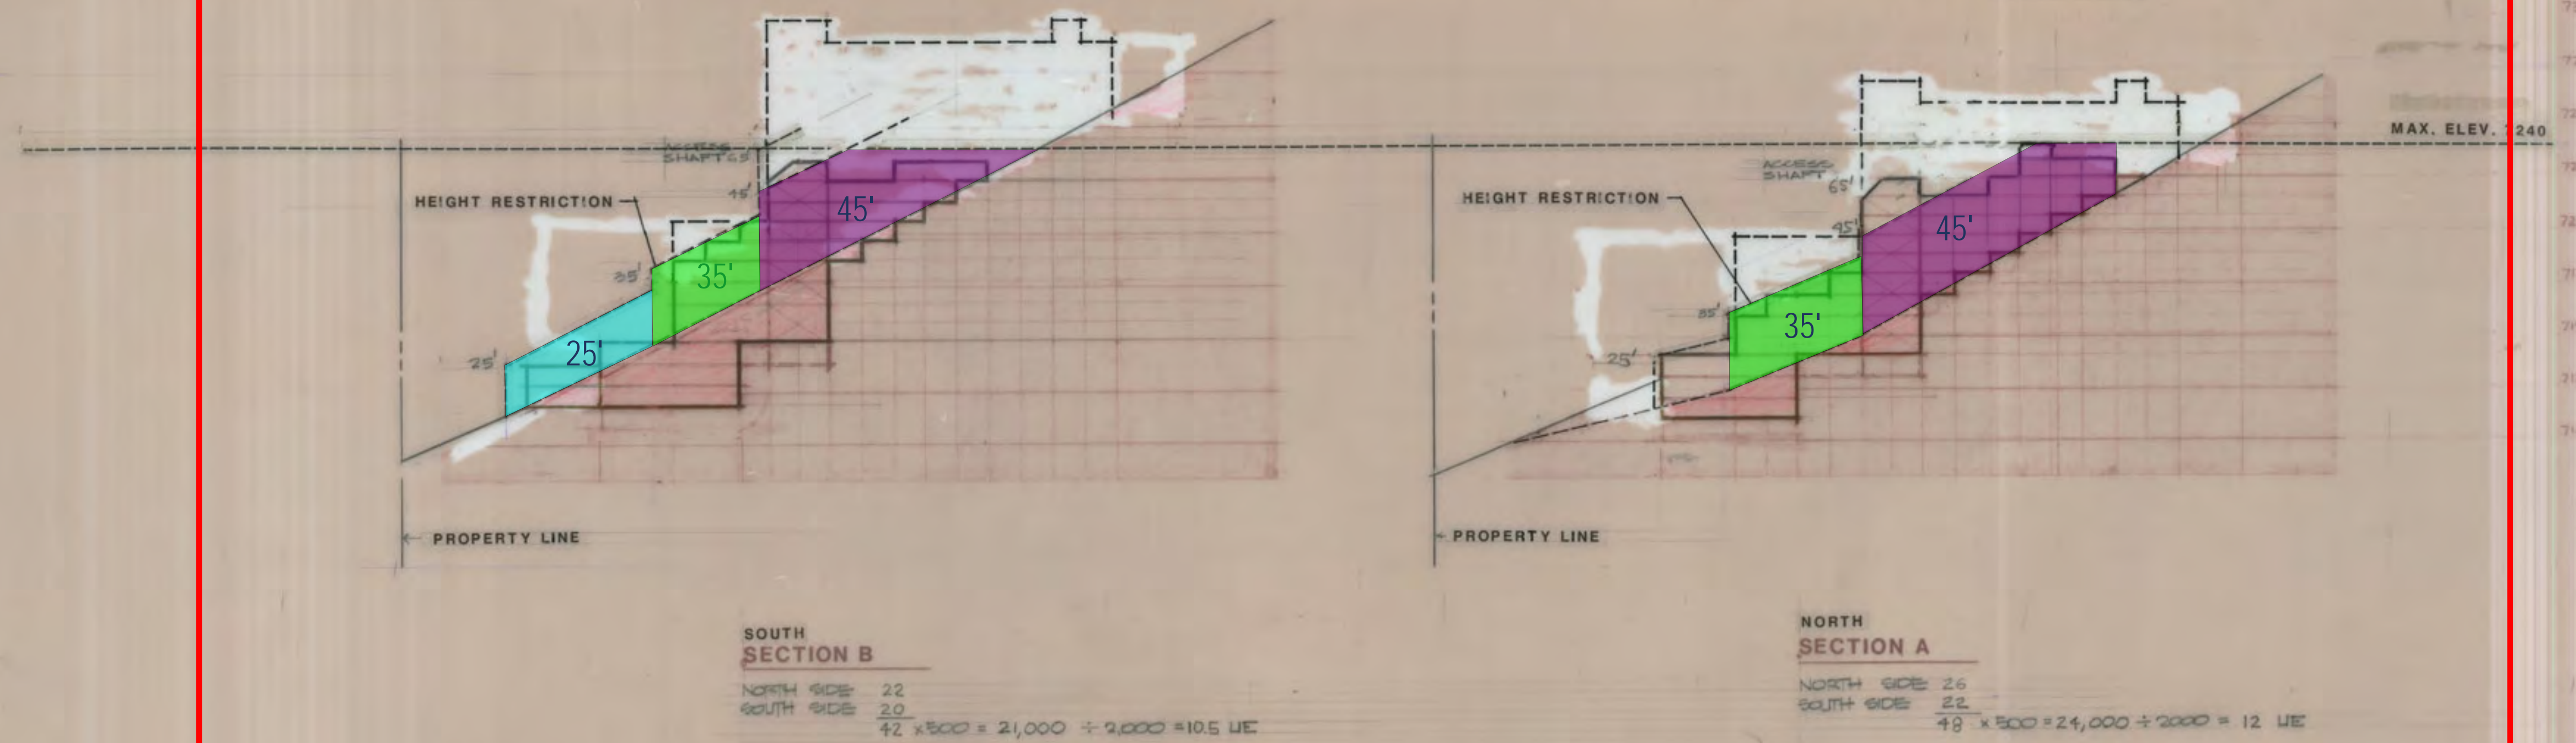 MAX. ELEV. 7240
ACCESS
SHAFT 65'
45'
HEIGHT RESTRICTION
45'
35'
35'
25'
25'
PROPERTY LINE
ACCESS
SHAFT
65'
HEIGHT RESTRICTION
45'
45'
35'
35'
25'
PROPERTY LINE
SOUTH
SECTION B
NORTH SIDE 22
SOUTH SIDE 20
42 x500 = 21,000 ÷ 2,000 = 10.5 UE
NORTH
SECTION A
NORTH SIDE 26
SOUTH SIDE 22
48 x 500 = 24,000 ÷ 2000 = 12 UE